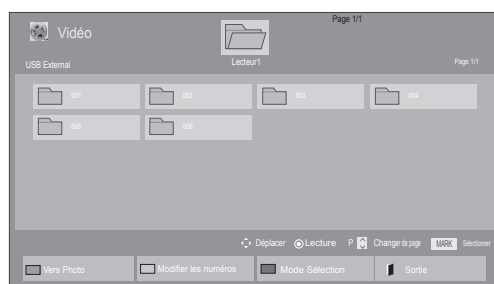 Page 1/1
Vidéo
Lecteur1
USB External
Page 1/1
001
002
003
004
005
006
Déplacer
Lecture
P
Changer de page
MARK
Sélectionner
Vers Photo
Modifier les numéros
Mode Sélection
Sortie